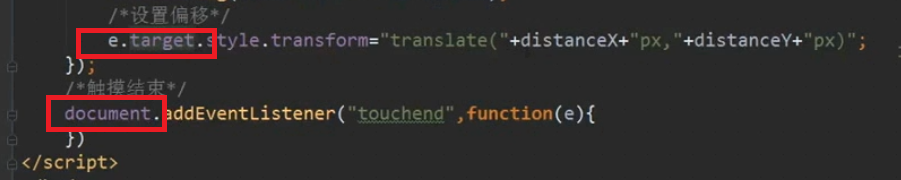 /*设置偏移*/
e.target.style.transform="translate("+distanceX+"px,"+distanceY+"px)";
});
/*触摸结束*/
document.addEventListener("touchend",function(e){
})
</script>